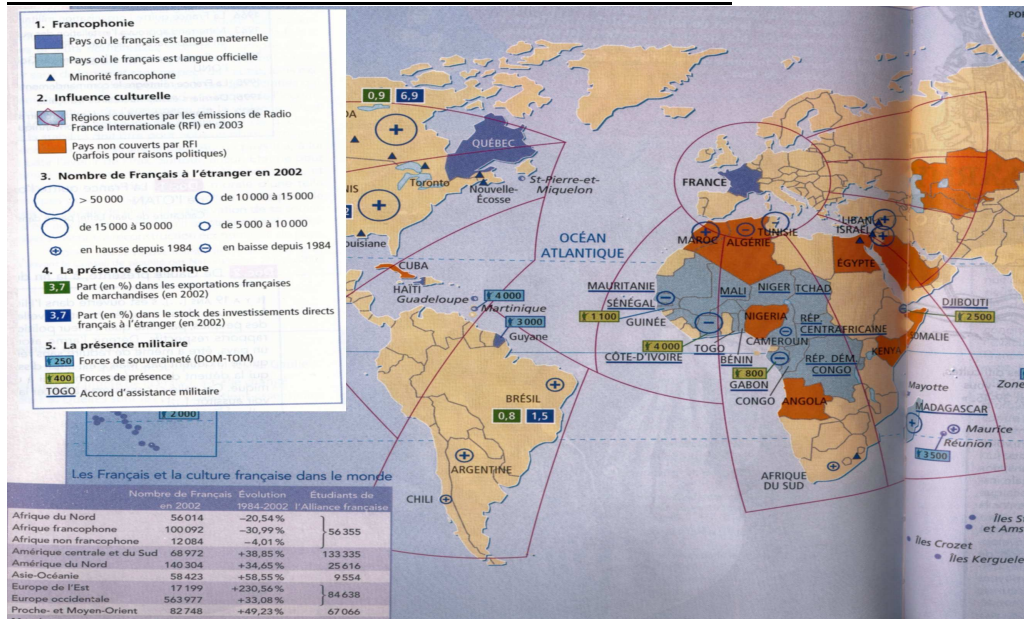 1. Francophonie
Pays où le français est langue maternelle
Pays où le français est langue officielle
Minorité francophone
2. Influence culturelle
Régions couvertes par les émissions de Radio
France Internationale (RFI) en 2003
Pays non couverts par RFI
(parfois pour raisons politiques)
3. Nombre de Français à l'étranger en 2002
> 50 000
de 10 000 à 15 000
de 15 000 à 50 000
de 5 000 à 10 000
en hausse depuis 1984
en baisse depuis 1984
4. La présence économique
3,7 Part (en %) dans les exportations françaises
de marchandises (en 2002)
3,7 Part (en %) dans le stock des investissements directs
français à l'étranger (en 2002)
5. La présence militaire
250 Forces de souveraineté (DOM-TOM)
400 Forces de présence
TOGO Accord d'assistance militaire
0,9 6,9
QUÉBEC
Toronto
Nouvelle-
Écosse
St-Pierre-et-
Miquelon
FRANCE
OCÉAN
ATLANTIQUE
CUBA
HAÏTI
Guadeloupe
4 000
Martinique
3 000
Guyane
MAROC
ALGÉRIE
TUNISIE
LIBAN
ISRAËL
ÉGYPTE
MAURITANIE
SÉNÉGAL
1 100
GUINÉE
MALI
NIGER
TCHAD
NIGERIA
RÉP.
CENTRAFRICAINE
CAMEROUN
4 000
CÔTE-D'IVOIRE
TOGO
BÉNIN
800
GABON
CONGO
RÉP. DÉM.
CONGO
ANGOLA
KENYA
DJIBOUTI
2 500
Mayotte
MADAGASCAR
Maurice
Réunion
3 500
AFRIQUE
DU SUD
BRÉSIL
0,8 1,5
ARGENTINE
CHILI
2 000
Îles Crozet
Les Français et la culture française dans le monde
Nombre de Français Évolution Étudiants de
en 2002 1984-2002 l'Alliance française
Afrique du Nord 56 014 –20,54 %
Afrique francophone 100 092 –30,99 % 56 355
Afrique non francophone 12 084 –4,01 %
Amérique centrale et du Sud 68 972 +38,85 % 133 335
Amérique du Nord 140 304 +34,65 % 25 616
Asie-Océanie 58 423 +58,55 % 9 554
Europe de l'Est 17 199 +230,56 %
Europe occidentale 563 977 +33,08 % 84 638
Proche- et Moyen-Orient 82 748 +49,23 % 67 066